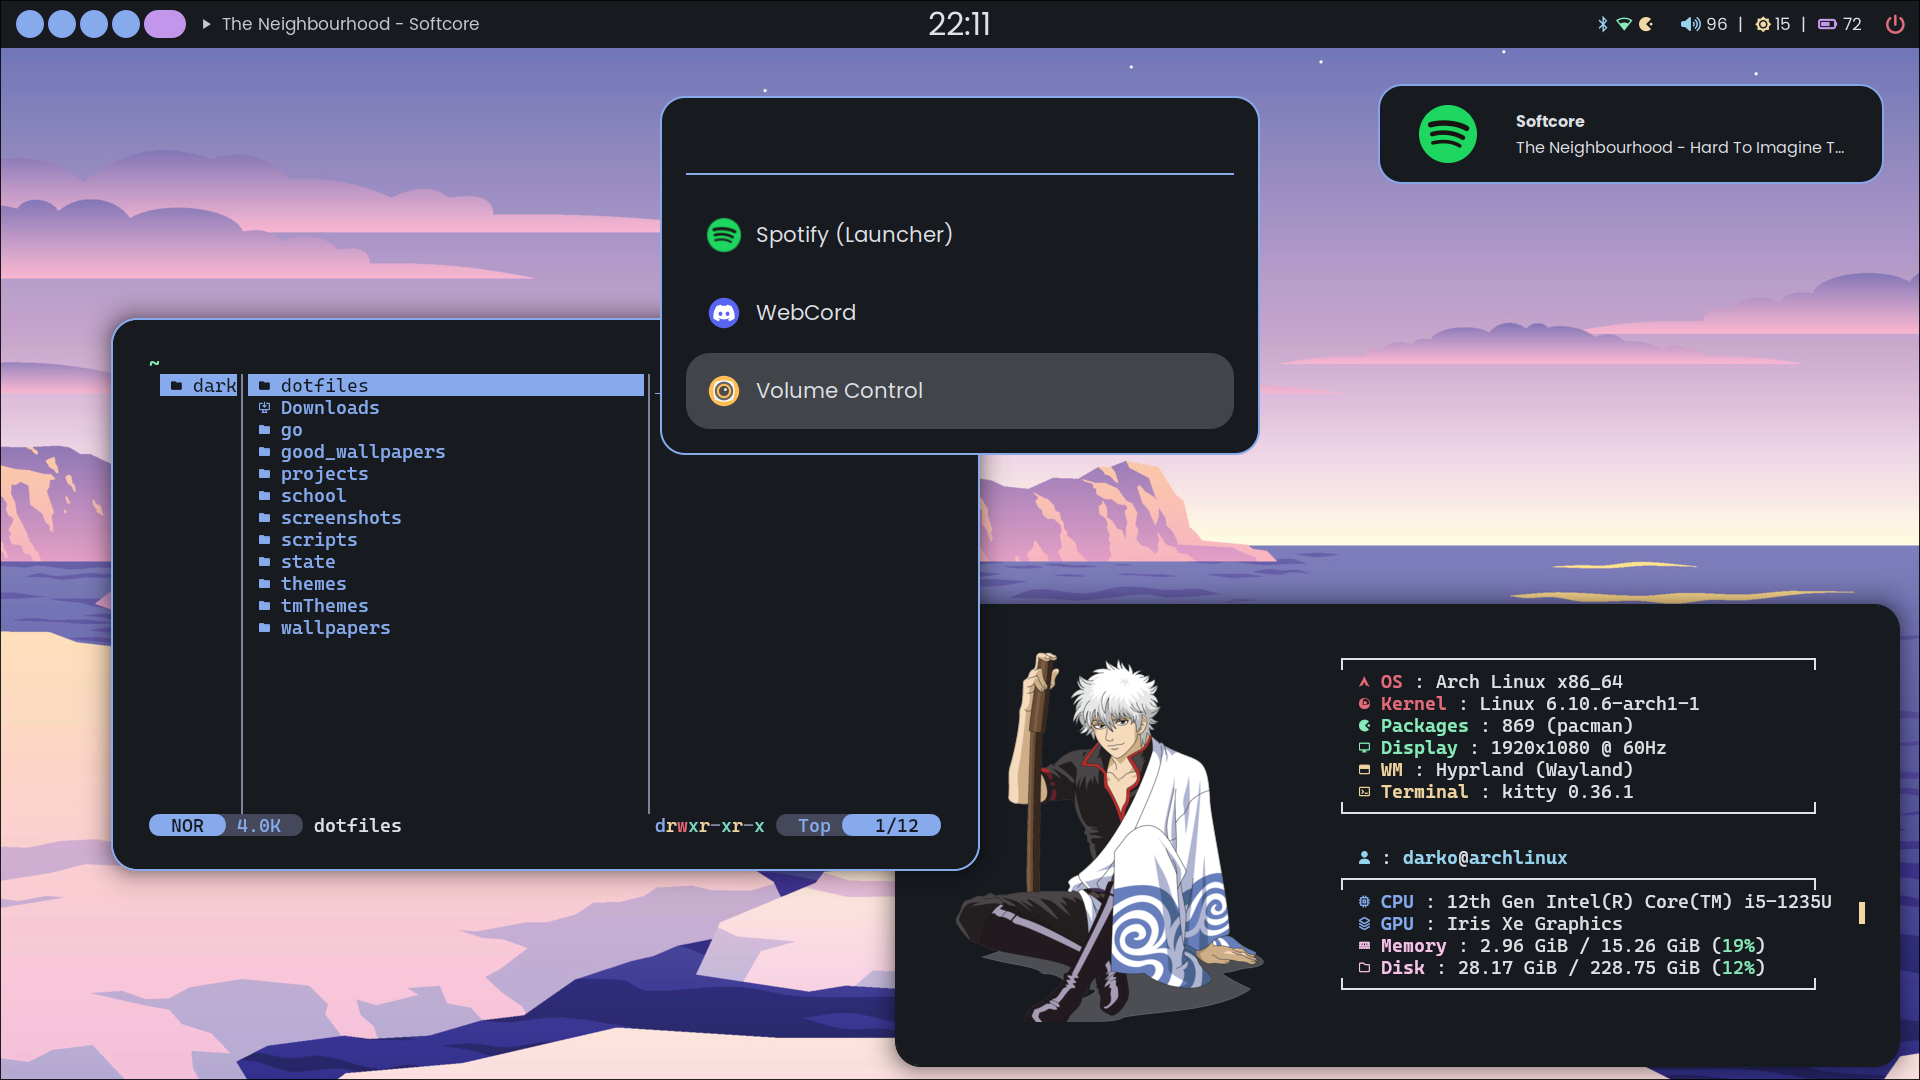 The Neighbourhood - Softcore
22:11
96 | 15 | 72
Softcore
The Neighbourhood - Hard To Imagine T...
Spotify (Launcher)
WebCord
Volume Control
~
dark
dotfiles
Downloads
go
good_wallpapers
projects
school
screenshots
scripts
state
themes
tmThemes
wallpapers
NOR 4.0K dotfiles
drwxr-xr-x Top 1/12
OS : Arch Linux x86_64
Kernel : Linux 6.10.6-arch1-1
Packages : 869 (pacman)
Display : 1920x1080 @ 60Hz
WM : Hyprland (Wayland)
Terminal : kitty 0.36.1
: darko@archlinux
CPU : 12th Gen Intel(R) Core(TM) i5-1235U
GPU : Iris Xe Graphics
Memory : 2.96 GiB / 15.26 GiB (19%)
Disk : 28.17 GiB / 228.75 GiB (12%)